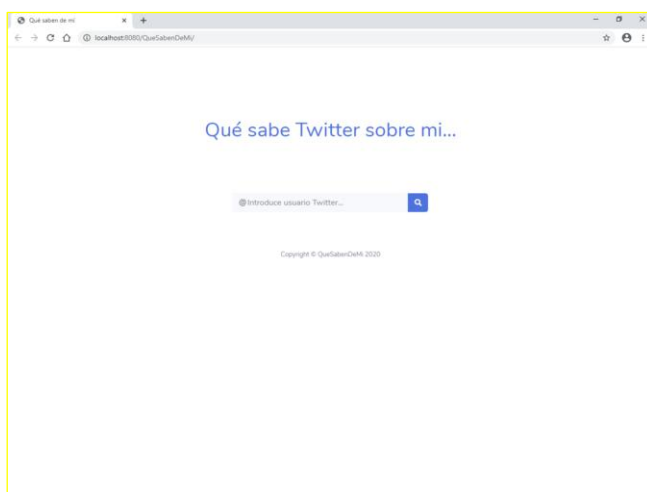 Qué saben de mi
localhost:8080/QueSabenDeMi/
Qué sabe Twitter sobre mi...
@Introduce usuario Twitter...
Copyright © QueSabenDeMi 2020